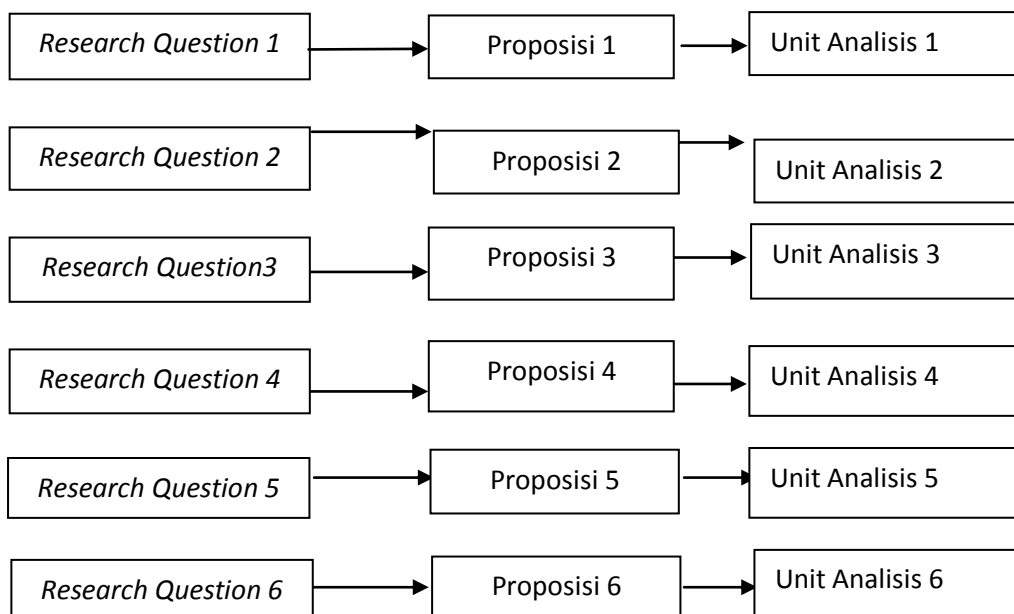 Research Question 1
Proposisi 1
Unit Analisis 1
Research Question 2
Proposisi 2
Unit Analisis 2
Research Question3
Proposisi 3
Unit Analisis 3
Research Question 4
Proposisi 4
Unit Analisis 4
Research Question 5
Proposisi 5
Unit Analisis 5
Research Question 6
Proposisi 6
Unit Analisis 6